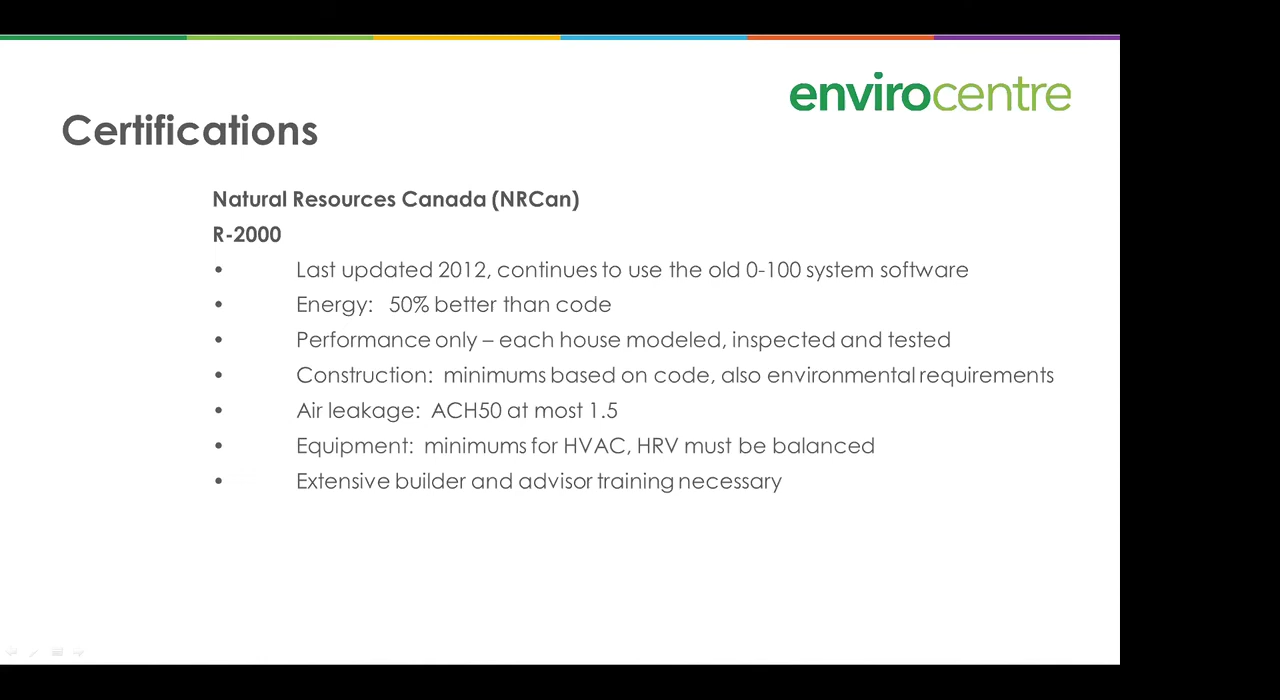 envirocentre
Certifications
Natural Resources Canada (NRCan)
R-2000
• Last updated 2012, continues to use the old 0-100 system software
• Energy: 50% better than code
• Performance only – each house modeled, inspected and tested
• Construction: minimums based on code, also environmental requirements
• Air leakage: ACH50 at most 1.5
• Equipment: minimums for HVAC, HRV must be balanced
• Extensive builder and advisor training necessary